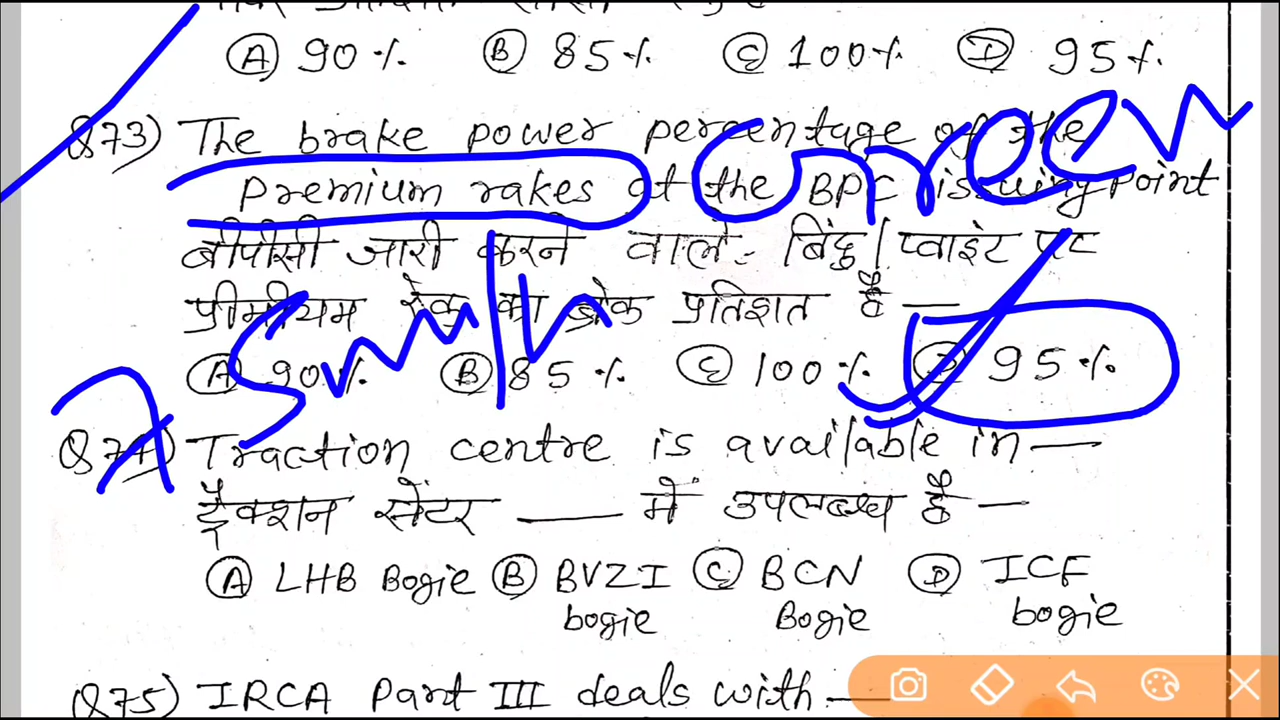 Ⓐ 90% Ⓑ 85% Ⓒ 100% Ⓓ 95%
Q73) The brake power percentage of the
premium rakes at the BPC issuing point
बीपीसी जारी करने वाले बिंदु/प्वाइंट पर
प्रीमीयम रेक का ब्रेक प्रतिशत है —
Ⓐ 90% Ⓑ 85% Ⓒ 100% Ⓓ 95%
Green
Q74) Traction centre is available in —
ट्रैक्शन सेंटर —— में उपलब्ध है —
Ⓐ LHB Bogie Ⓑ BVZI bogie Ⓒ BCN Bogie Ⓓ ICF bogie
Q75) IRCA Part III deals with —